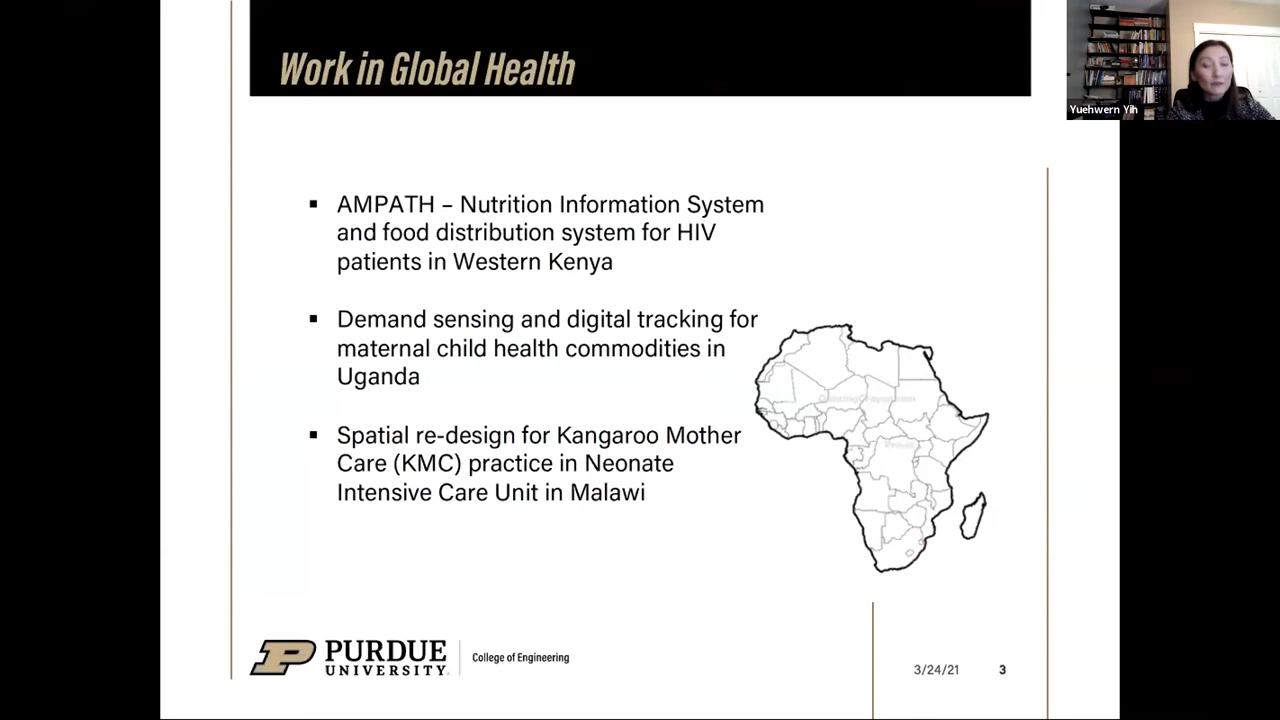 Work in Global Health
Yuehwern Yih
▪ AMPATH – Nutrition Information System
and food distribution system for HIV
patients in Western Kenya
▪ Demand sensing and digital tracking for
maternal child health commodities in
Uganda
▪ Spatial re-design for Kangaroo Mother
Care (KMC) practice in Neonate
Intensive Care Unit in Malawi
PURDUE
UNIVERSITY
College of Engineering
3/24/21
3